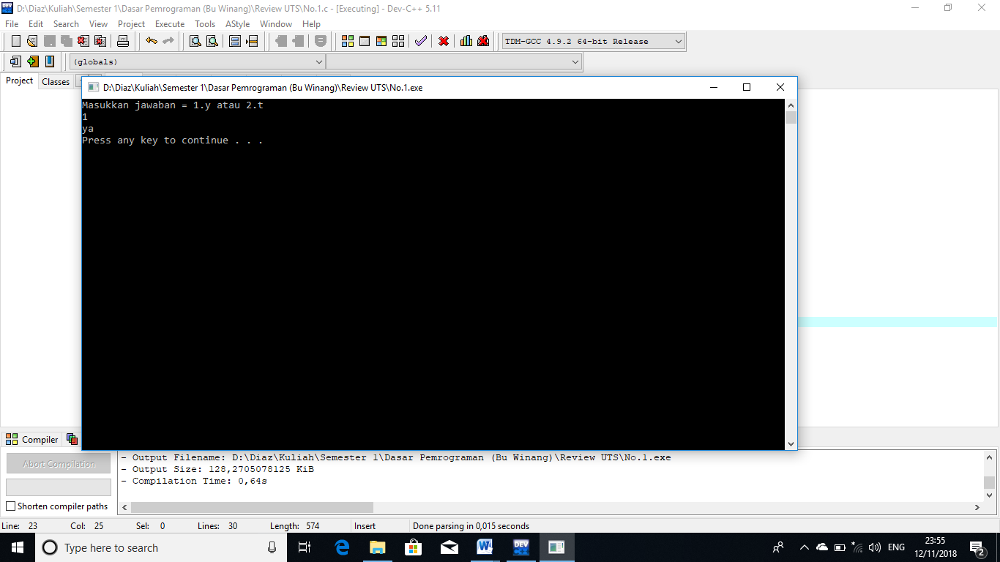 D:\Diaz\Kuliah\Semester 1\Dasar Pemrograman (Bu Winang)\Review UTS\No.1.c - [Executing] - Dev-C++ 5.11
File Edit Search View Project Execute Tools AStyle Window Help
TDM-GCC 4.9.2 64-bit Release
(globals)
Project Classes
D:\Diaz\Kuliah\Semester 1\Dasar Pemrograman (Bu Winang)\Review UTS\No.1.exe
Masukkan jawaban = 1.y atau 2.t
1
ya
Press any key to continue . . .
Compiler
Abort Compilation
Shorten compiler paths
- Output Filename: D:\Diaz\Kuliah\Semester 1\Dasar Pemrograman (Bu Winang)\Review UTS\No.1.exe
- Output Size: 128,2705078125 KiB
- Compilation Time: 0,64s
Line: 23 Col: 25 Sel: 0 Lines: 30 Length: 574 Insert Done parsing in 0,015 seconds
Type here to search
DEV
ENG
23:55
12/11/2018
2